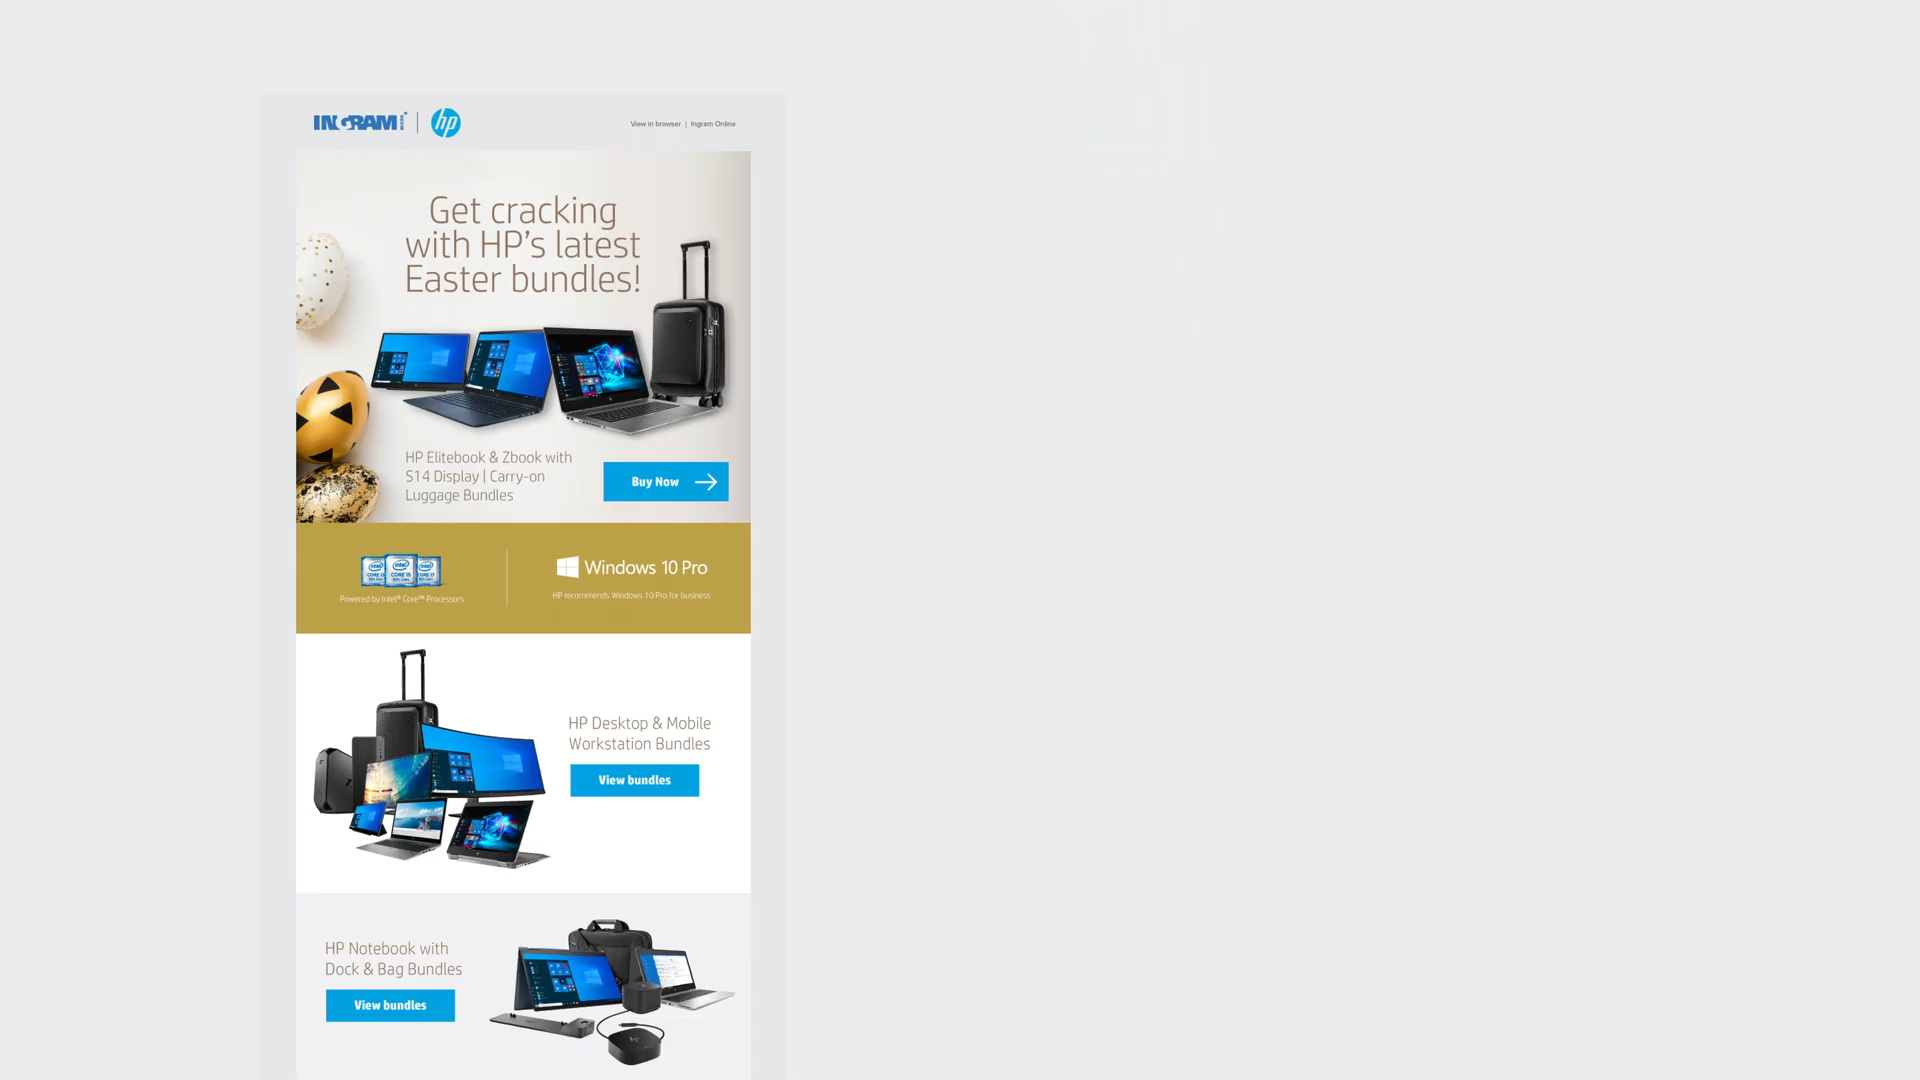 INGRAM MICRO | hp
View in browser | Ingram Online
Get cracking
with HP’s latest
Easter bundles!
HP Elitebook & Zbook with
S14 Display | Carry-on
Luggage Bundles
Buy Now
Powered by Intel® Core™ Processors
Windows 10 Pro
HP recommends Windows 10 Pro for business
HP Desktop & Mobile
Workstation Bundles
View bundles
HP Notebook with
Dock & Bag Bundles
View bundles